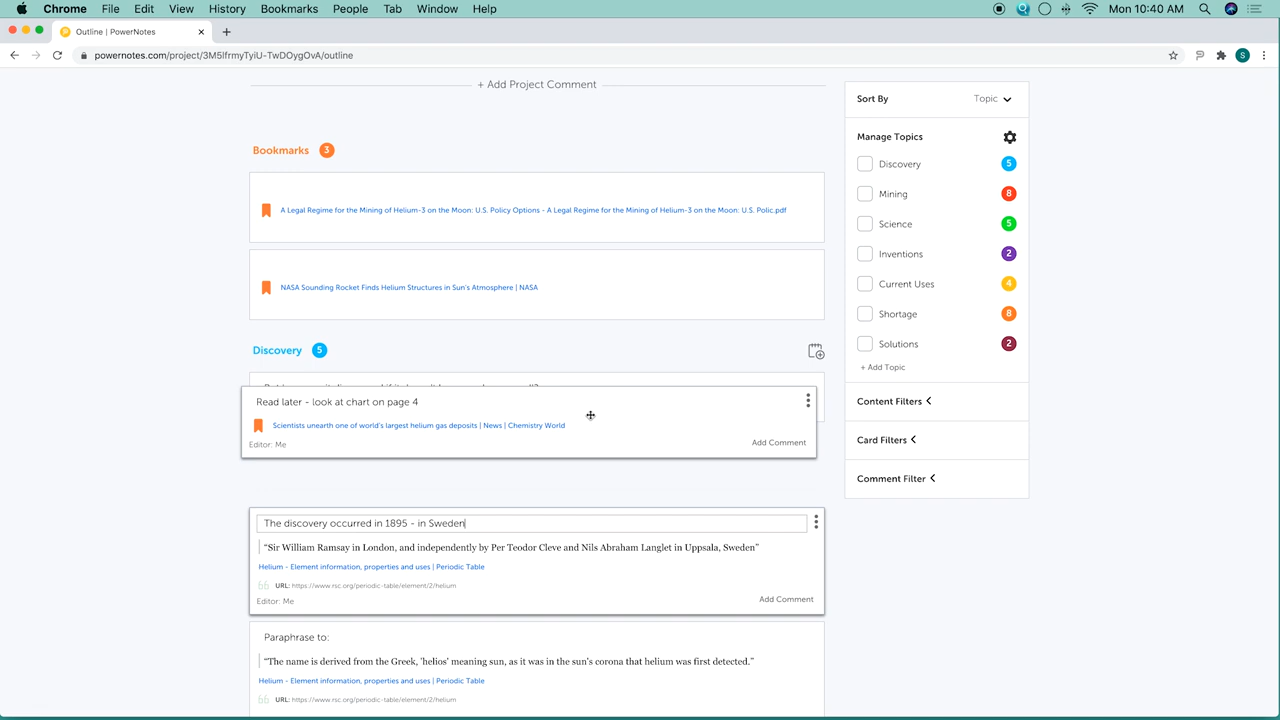 Chrome File Edit View History Bookmarks People Tab Window Help Mon 10:40 AM
Outline | PowerNotes
powernotes.com/project/3M5lfrmyTyiU-TwDOygOvA/outline S
+ Add Project Comment
Bookmarks 3
A Legal Regime for the Mining of Helium-3 on the Moon: U.S. Policy Options - A Legal Regime for the Mining of Helium-3 on the Moon: U.S. Polic.pdf
NASA Sounding Rocket Finds Helium Structures in Sun's Atmosphere | NASA
Discovery 5
Read later - look at chart on page 4
Scientists unearth one of world's largest helium gas deposits | News | Chemistry World
Editor: Me Add Comment
The discovery occurred in 1895 - in Sweden
“Sir William Ramsay in London, and independently by Per Teodor Cleve and Nils Abraham Langlet in Uppsala, Sweden”
Helium - Element information, properties and uses | Periodic Table
URL: https://www.rsc.org/periodic-table/element/2/helium
Editor: Me Add Comment
Paraphrase to:
“The name is derived from the Greek, 'helios' meaning sun, as it was in the sun's corona that helium was first detected.”
Helium - Element information, properties and uses | Periodic Table
URL: https://www.rsc.org/periodic-table/element/2/helium
Sort By Topic
Manage Topics
Discovery 5
Mining 8
Science 5
Inventions 2
Current Uses 4
Shortage 8
Solutions 2
+ Add Topic
Content Filters
Card Filters
Comment Filter